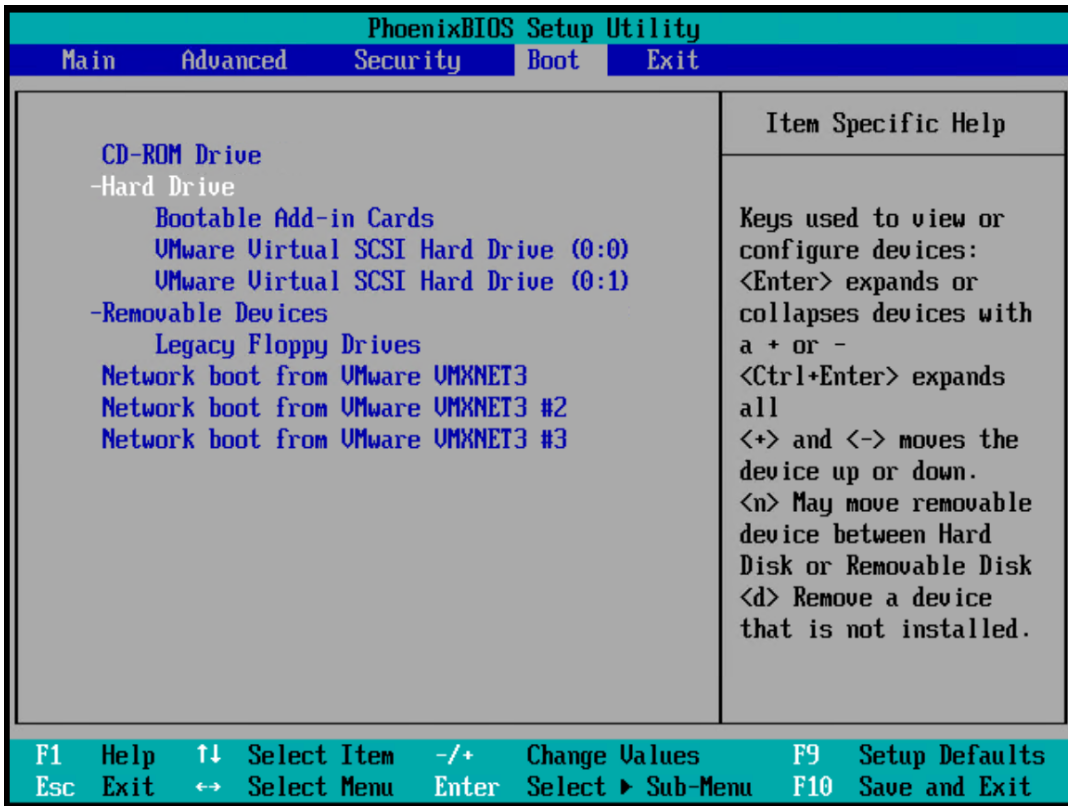 PhoenixBIOS Setup Utility
Main Advanced Security Boot Exit
CD-ROM Drive
-Hard Drive
Bootable Add-in Cards
VMware Virtual SCSI Hard Drive (0:0)
VMware Virtual SCSI Hard Drive (0:1)
-Removable Devices
Legacy Floppy Drives
Network boot from VMware VMXNET3
Network boot from VMware VMXNET3 #2
Network boot from VMware VMXNET3 #3
Item Specific Help
Keys used to view or
configure devices:
<Enter> expands or
collapses devices with
a + or -
<Ctrl+Enter> expands
all
<+> and <-> moves the
device up or down.
<n> May move removable
device between Hard
Disk or Removable Disk
<d> Remove a device
that is not installed.
F1 Help ↑↓ Select Item -/+ Change Values F9 Setup Defaults
Esc Exit ↔ Select Menu Enter Select ▶ Sub-Menu F10 Save and Exit